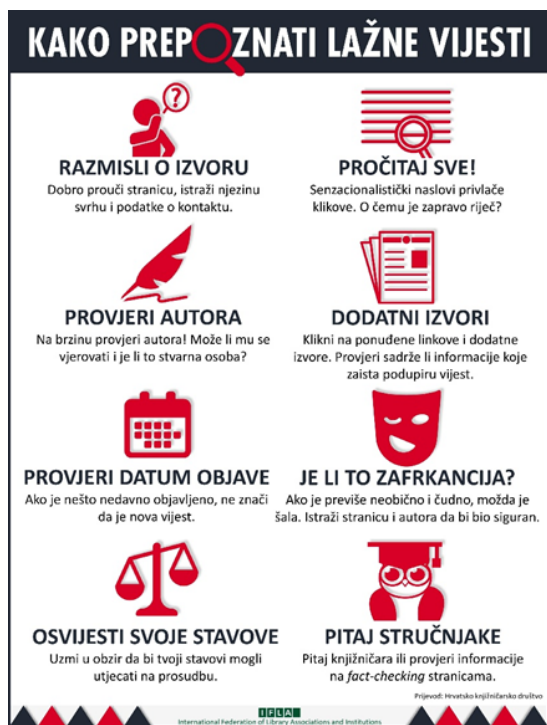 KAKO PREPOZNATI LAŽNE VIJESTI
?
RAZMISLI O IZVORU
Dobro prouči stranicu, istraži njezinu
svrhu i podatke o kontaktu.
PROČITAJ SVE!
Senzacionalistički naslovi privlače
klikove. O čemu je zapravo riječ?
PROVJERI AUTORA
Na brzinu provjeri autora! Može li mu se
vjerovati i je li to stvarna osoba?
DODATNI IZVORI
Klikni na ponuđene linkove i dodatne
izvore. Provjeri sadrže li informacije koje
zaista podupiru vijest.
PROVJERI DATUM OBJAVE
Ako je nešto nedavno objavljeno, ne znači
da je nova vijest.
JE LI TO ZAFRKANCIJA?
Ako je previše neobično i čudno, možda je
šala. Istraži stranicu i autora da bi bio siguran.
OSVIJESTI SVOJE STAVOVE
Uzmi u obzir da bi tvoji stavovi mogli
utjecati na prosudbu.
PITAJ STRUČNJAKE
Pitaj knjižničara ili provjeri informacije
na fact-checking stranicama.
Prijevod: Hrvatsko knjižničarsko društvo
IFLA
International Federation of Library Associations and Institutions